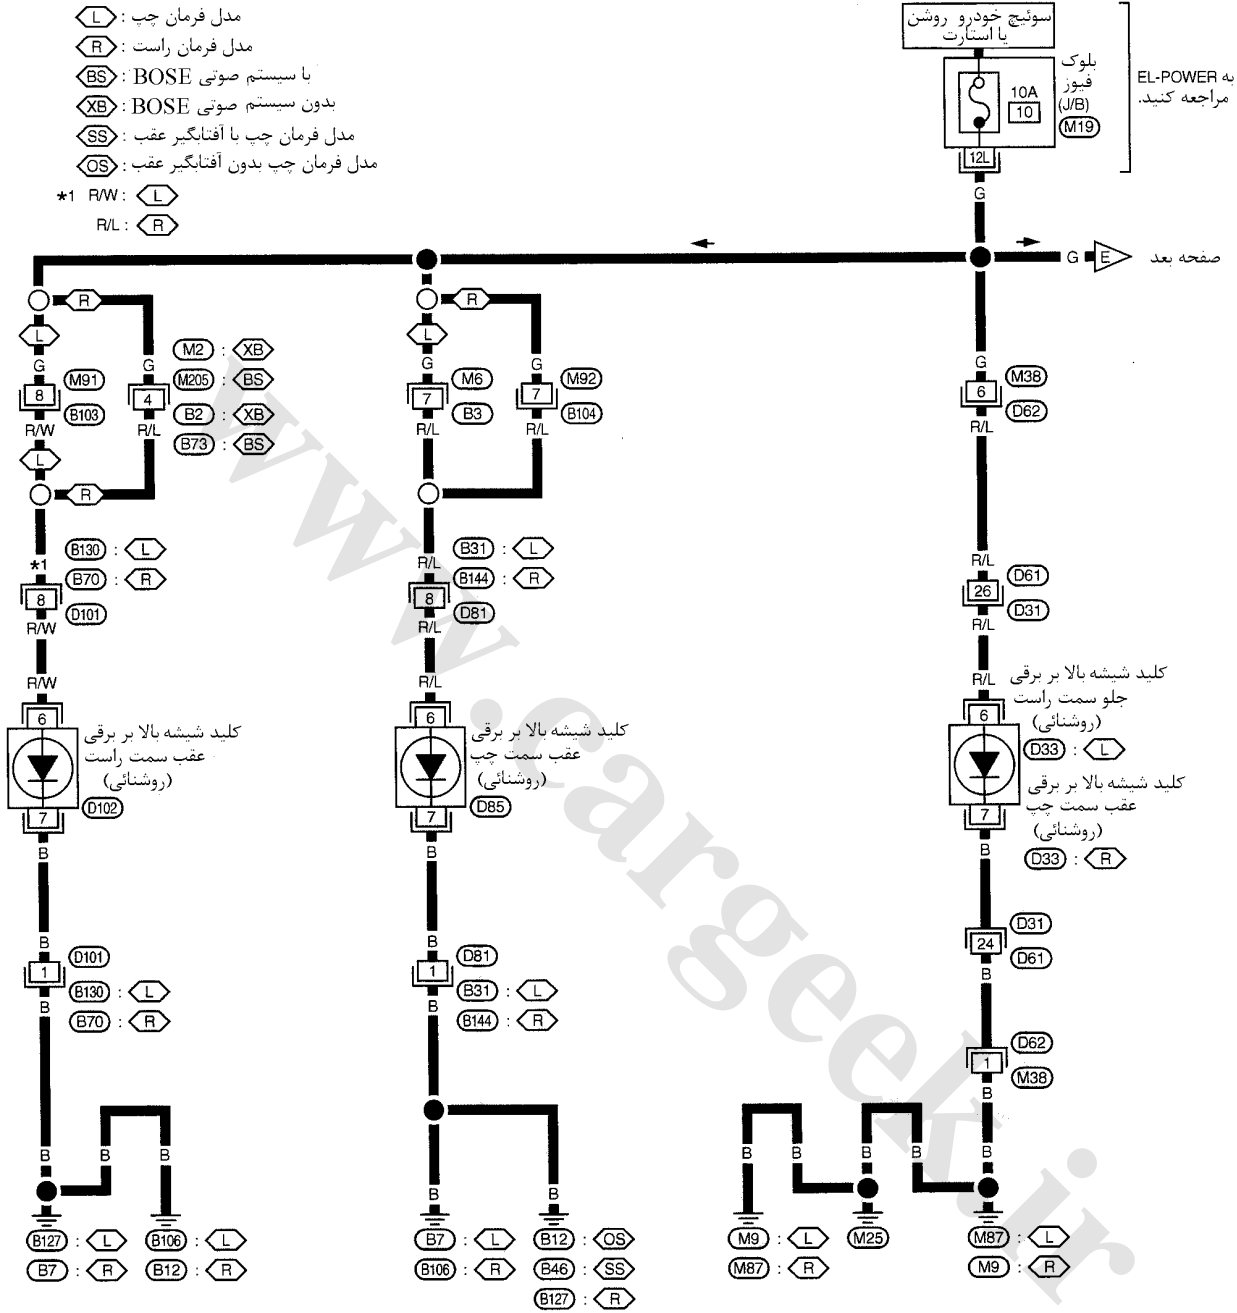 مدل فرمان چپ : L
مدل فرمان راست : R
با سیستم صوتی BOSE : BS
بدون سیستم صوتی BOSE : XB
مدل فرمان چپ با آفتابگیر عقب : SS
مدل فرمان چپ بدون آفتابگیر عقب : OS
*1 R/W : L
R/L : R
سوئیچ خودرو روشن
یا استارت
بلوک
فیوز
(J/B)
M19
10A
10
12L
به EL-POWER
مراجعه کنید.
G
G E صفحه بعد
R
L
G
G
8
M91
B103
R/W
L
R
4
M2 : XB
M205 : BS
B2 : XB
B73 : BS
R/L
*1
B130 : L
B70 : R
8
D101
R/W
R/W
6
کلید شیشه بالا بر برقی
عقب سمت راست
(روشنائی)
D102
7
B
B
1
D101
B130 : L
B70 : R
B
B
B
B
B127 : L
B7 : R
B106 : L
B12 : R
R
L
G
G
7
M6
B3
R/L
7
M92
B104
R/L
R/L
B31 : L
B144 : R
8
D81
R/L
R/L
6
کلید شیشه بالا بر برقی
عقب سمت چپ
(روشنائی)
D85
7
B
B
1
D81
B31 : L
B144 : R
B
B
B
B7 : L
B106 : R
B12 : OS
B46 : SS
B127 : R
G
6
M38
D62
R/L
R/L
26
D61
D31
R/L
R/L
6
کلید شیشه بالا بر برقی
جلو سمت راست
(روشنائی)
D33 : L
کلید شیشه بالا بر برقی
عقب سمت چپ
(روشنائی)
D33 : R
7
B
24
D31
D61
B
1
D62
M38
B
B
B
B
B
B
M9 : L
M87 : R
M25
M87 : L
M9 : R
www.cargeek.ir